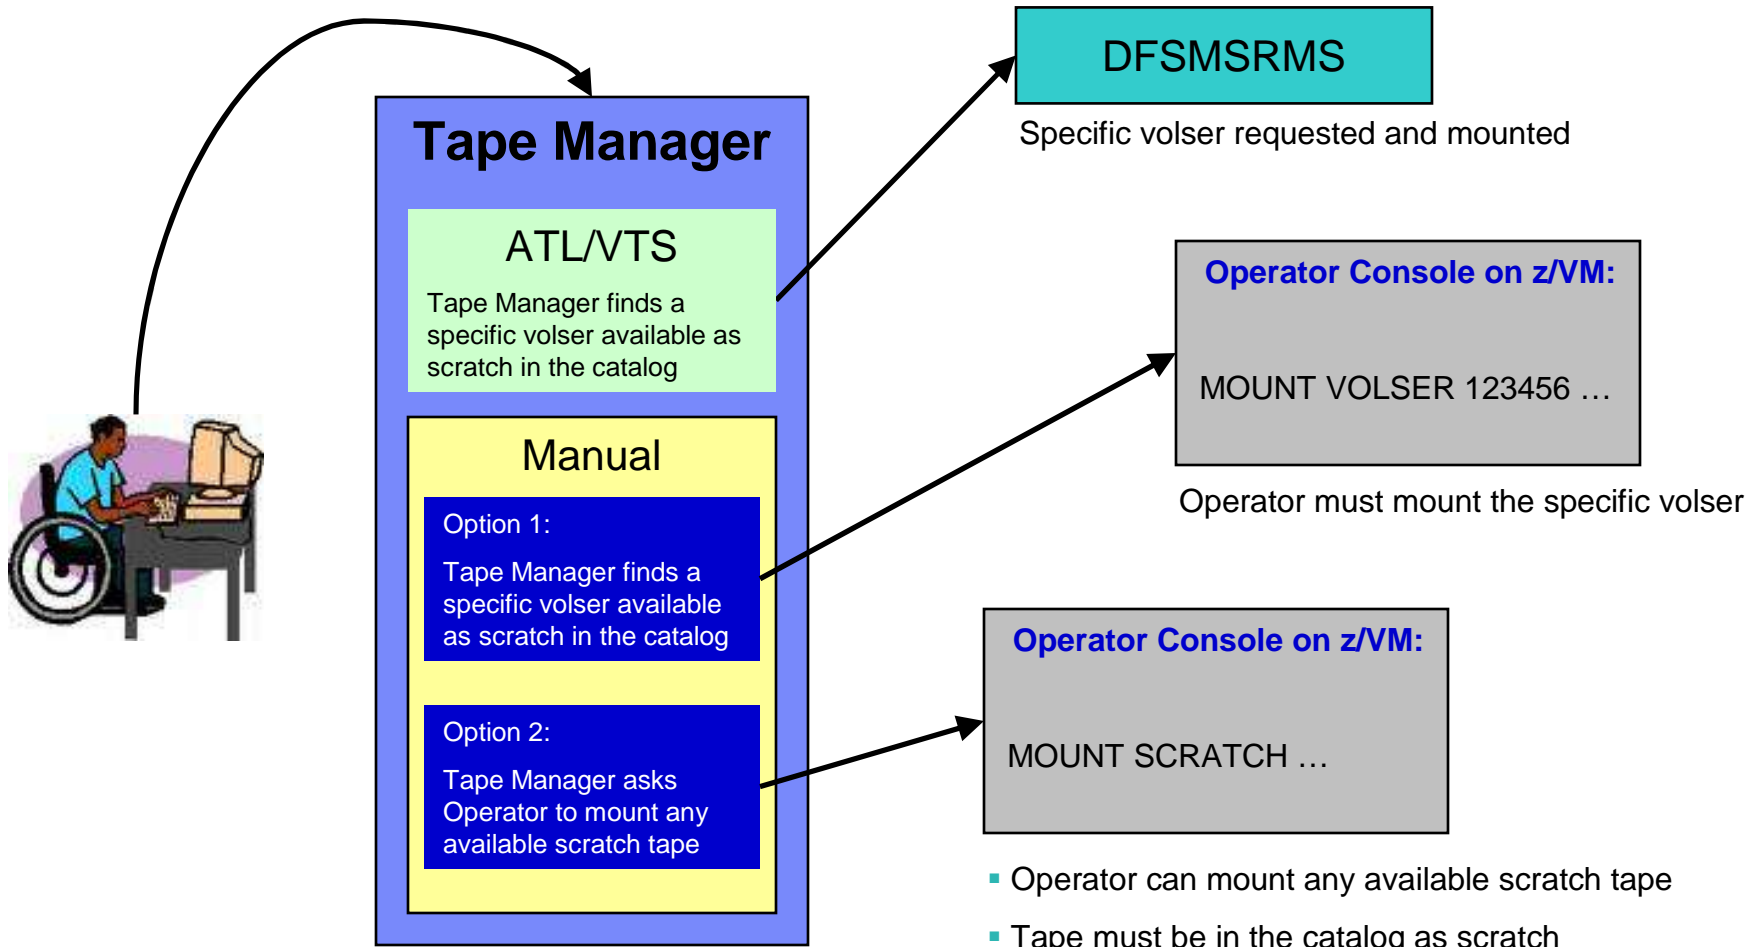 DFSMSRMS
Specific volser requested and mounted
Tape Manager
ATL/VTS
Tape Manager finds a
specific volser available as
scratch in the catalog
Operator Console on z/VM:
MOUNT VOLSER 123456 …
Operator must mount the specific volser
Manual
Option 1:
Tape Manager finds a
specific volser available
as scratch in the catalog
Option 2:
Tape Manager asks
Operator to mount any
available scratch tape
Operator Console on z/VM:
MOUNT SCRATCH …
▪ Operator can mount any available scratch tape
▪ Tape must be in the catalog as scratch